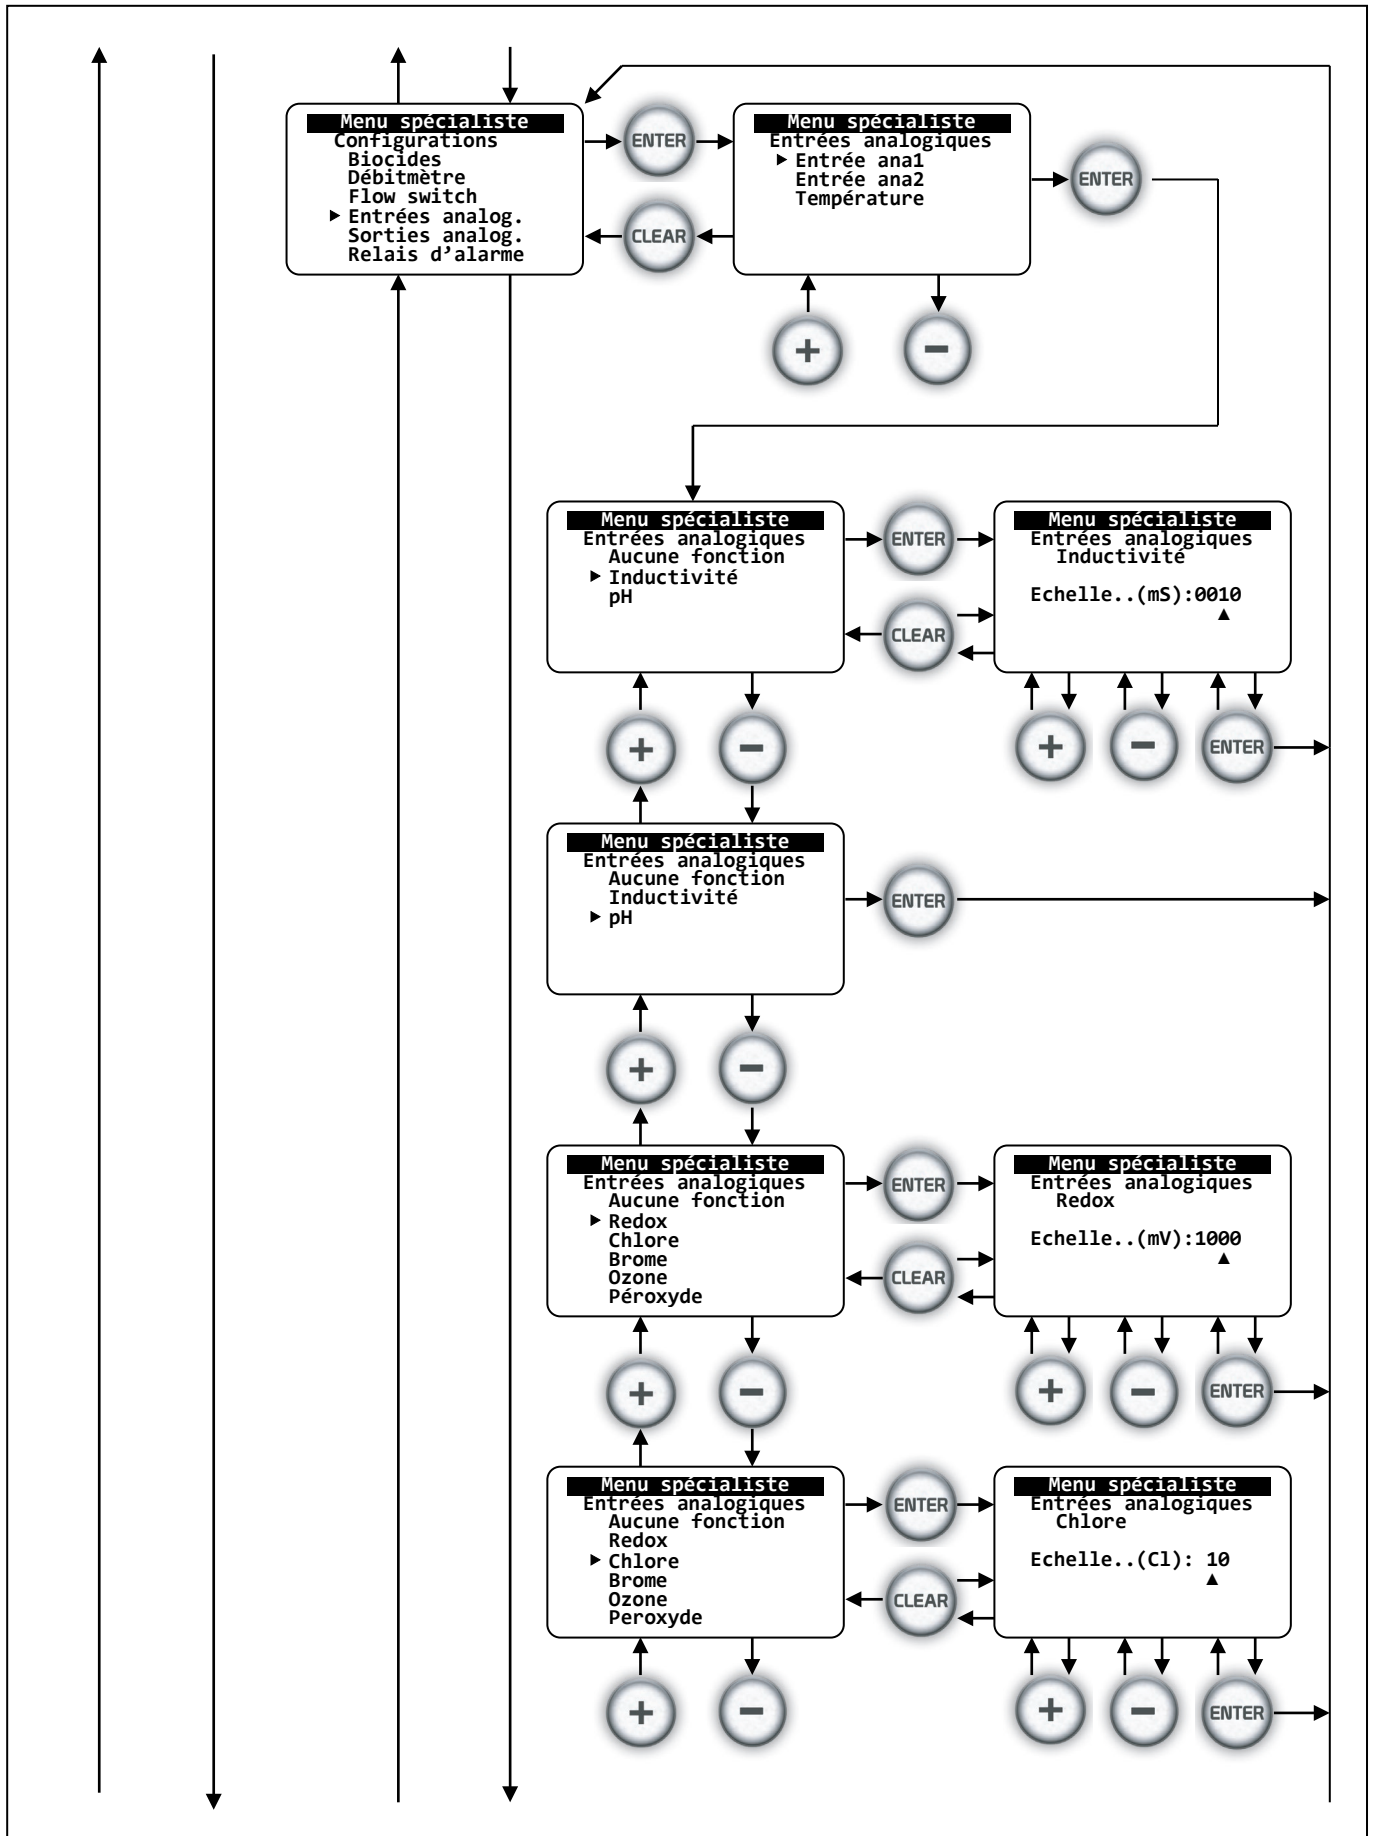 Menu spécialiste
Configurations
Biocides
Débitmètre
Flow switch
Entrées analog.
Sorties analog.
Relais d’alarme
ENTER
CLEAR
Menu spécialiste
Entrées analogiques
Entrée ana1
Entrée ana2
Température
ENTER
+
−
Menu spécialiste
Entrées analogiques
Aucune fonction
Inductivité
pH
ENTER
CLEAR
Menu spécialiste
Entrées analogiques
Inductivité
Echelle..(mS):0010
+
−
+
−
ENTER
Menu spécialiste
Entrées analogiques
Aucune fonction
Inductivité
pH
ENTER
+
−
Menu spécialiste
Entrées analogiques
Aucune fonction
Redox
Chlore
Brome
Ozone
Péroxyde
ENTER
CLEAR
Menu spécialiste
Entrées analogiques
Redox
Echelle..(mV):1000
+
−
+
−
ENTER
Menu spécialiste
Entrées analogiques
Aucune fonction
Redox
Chlore
Brome
Ozone
Peroxyde
ENTER
CLEAR
Menu spécialiste
Entrées analogiques
Chlore
Echelle..(Cl): 10
+
−
+
−
ENTER